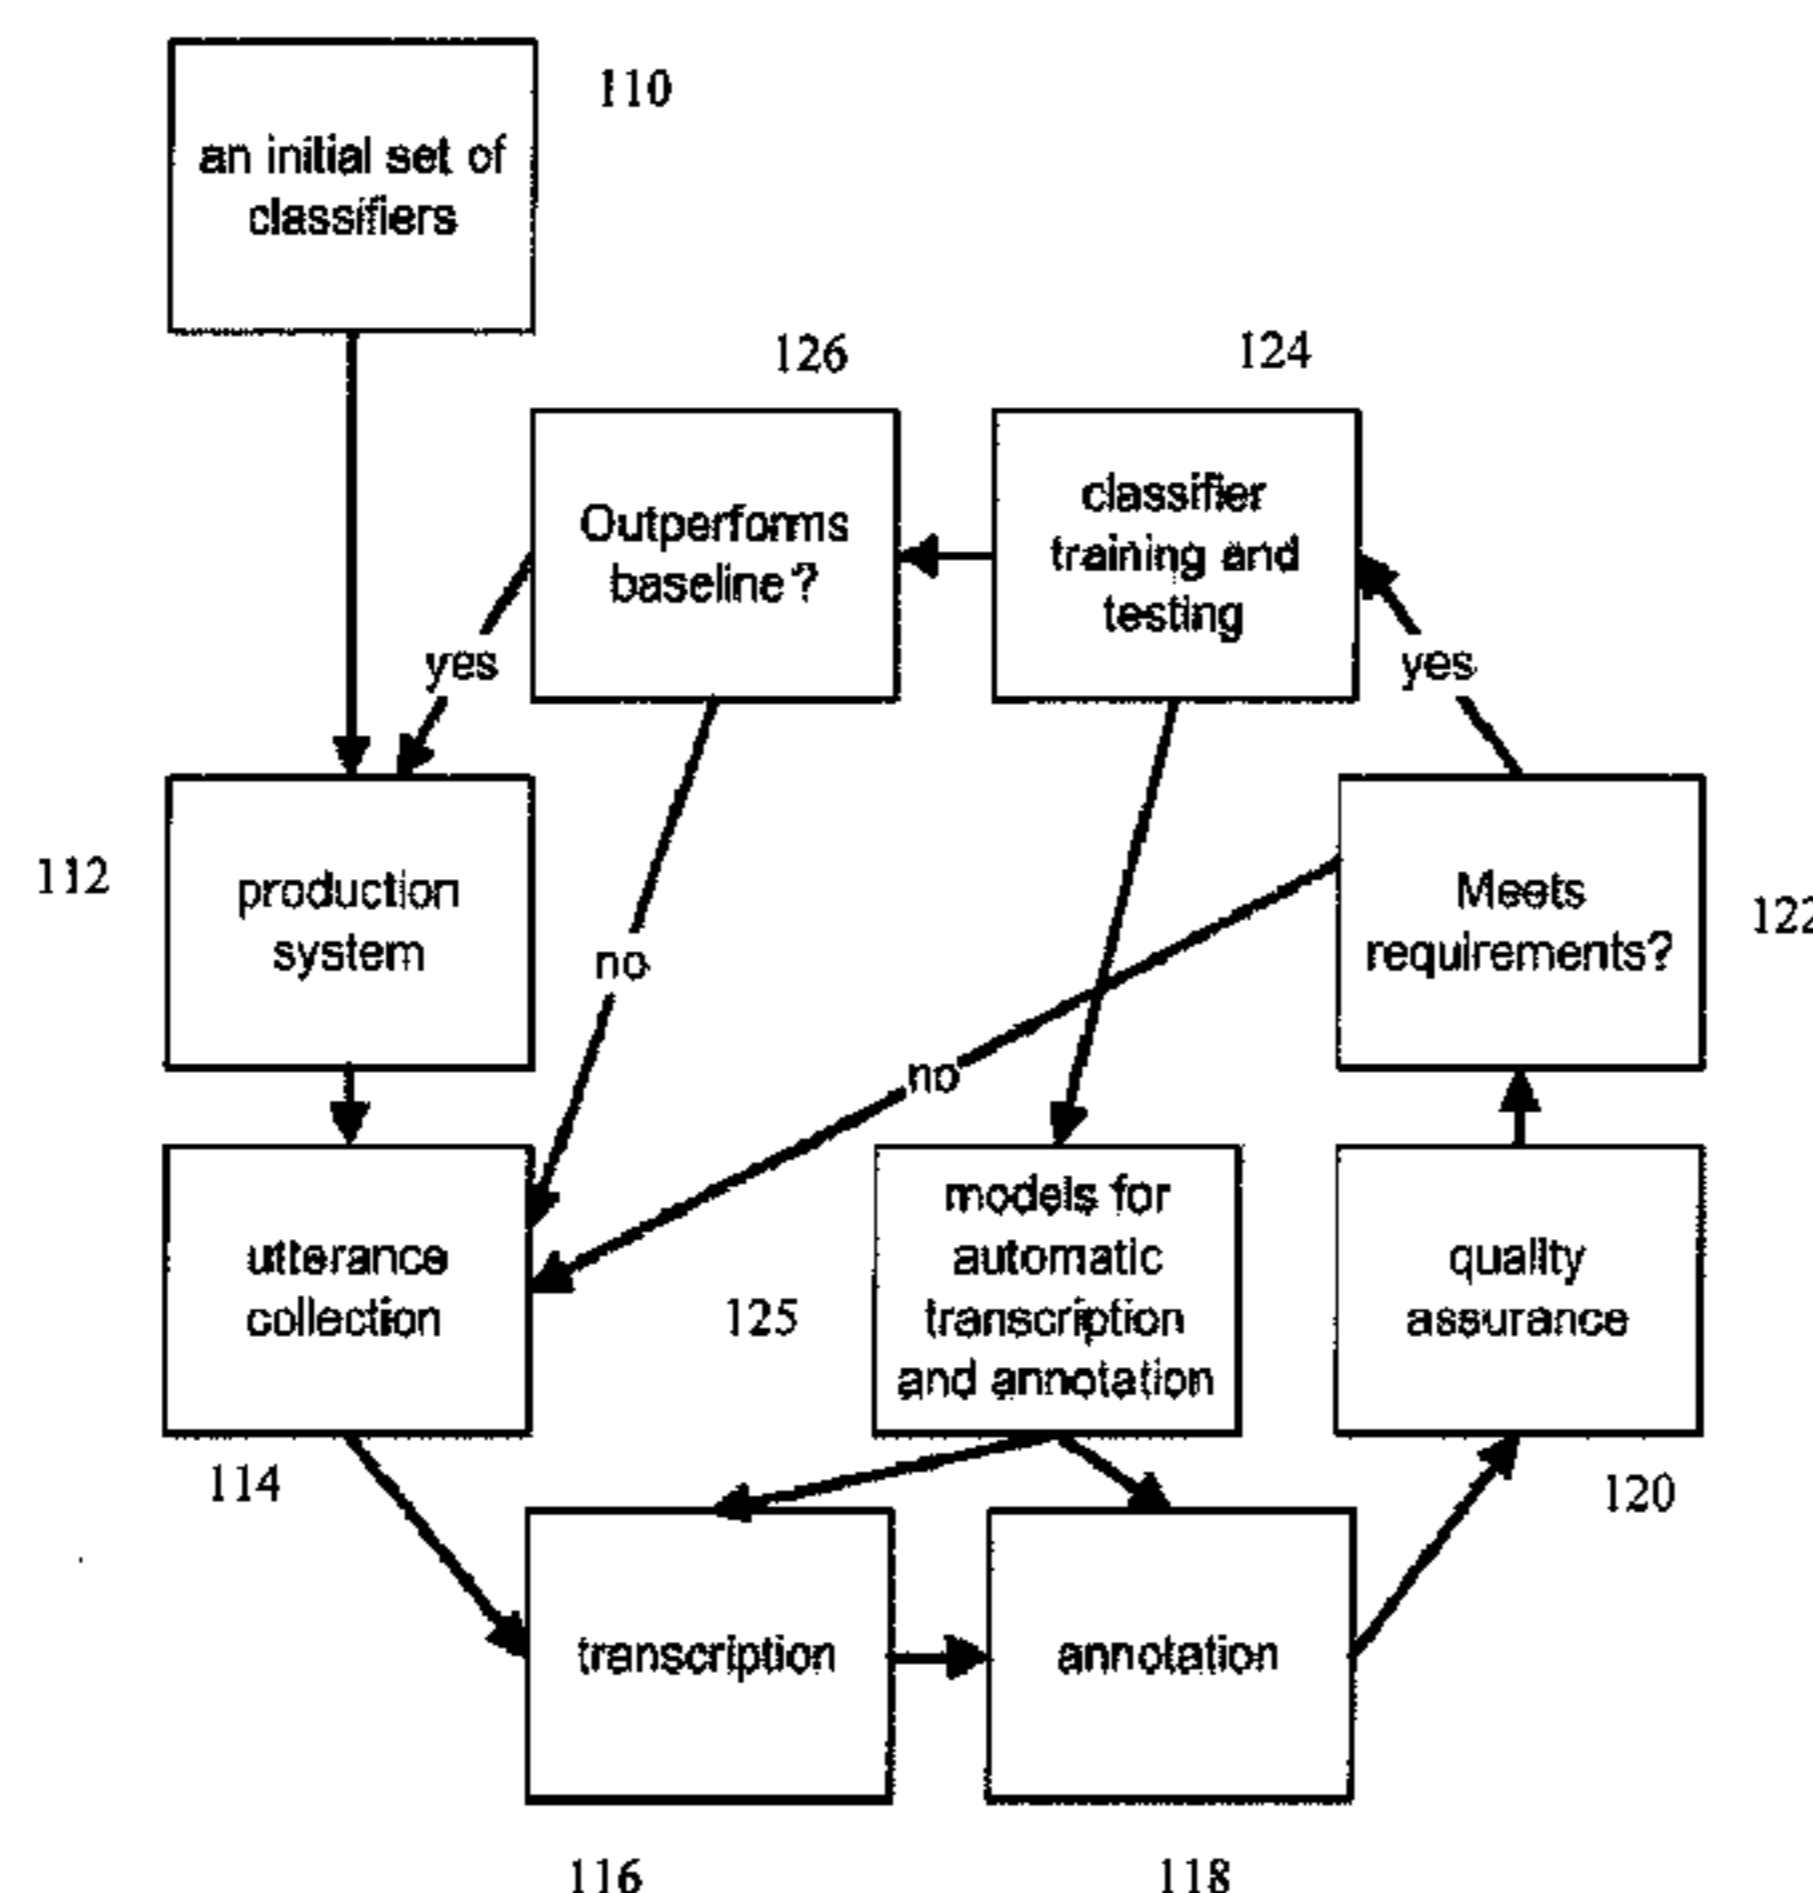 110
an initial set of
classifiers
126
124
Outperforms
baseline?
classifier
training and
testing
yes
yes
112
production
system
Meets
requirements?
122
no
no
utterance
collection
125
models for
automatic
transcription
and annotation
quality
assurance
114
120
transcription
annotation
116
118